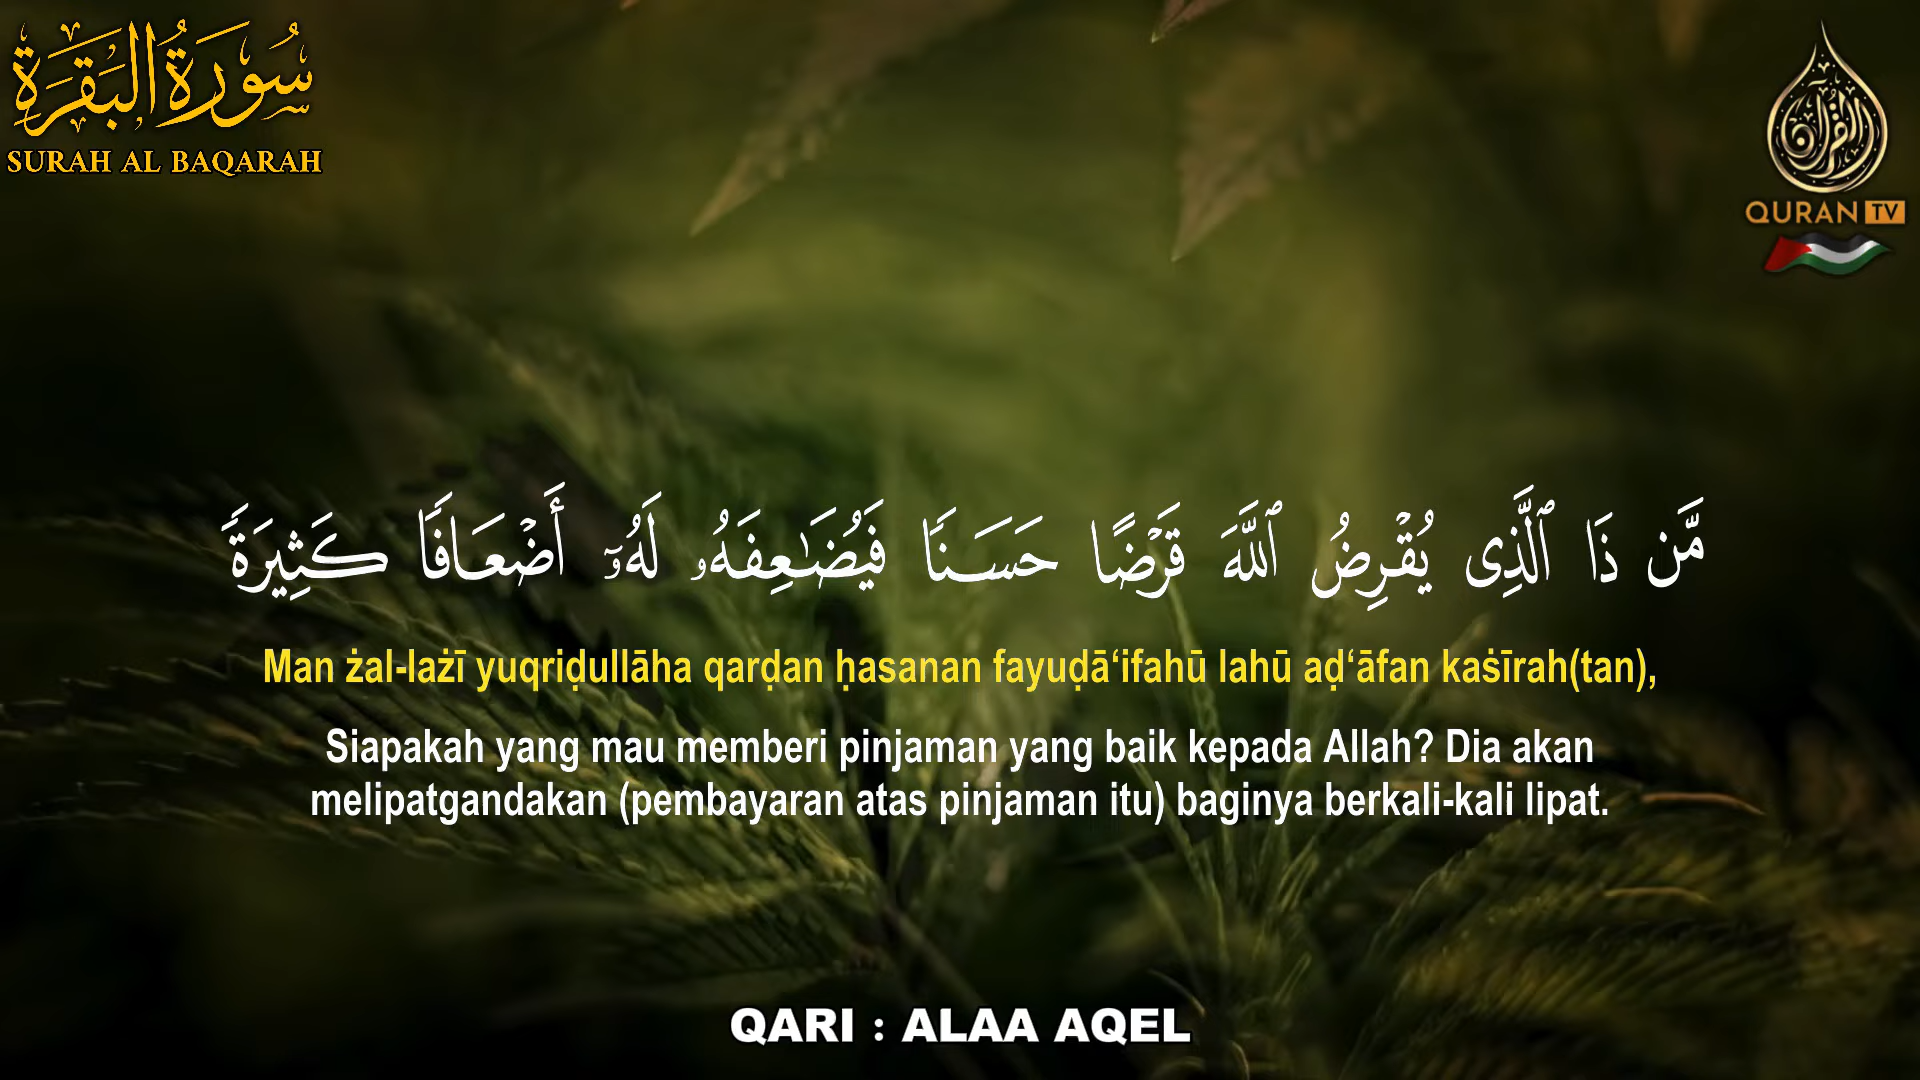 سُورَةُ البَقَرَةِ
SURAH AL BAQARAH
القرآن
QURAN TV
مَّن ذَا ٱلَّذِى يُقْرِضُ ٱللَّهَ قَرْضًا حَسَنًا فَيُضَـٰعِفَهُۥ لَهُۥٓ أَضْعَافًا كَثِيرَةً
Man żal-lażī yuqriḍullāha qarḍan ḥasanan fayuḍā‘ifahū lahū aḍ‘āfan kaṡīrah(tan),
Siapakah yang mau memberi pinjaman yang baik kepada Allah? Dia akan
melipatgandakan (pembayaran atas pinjaman itu) baginya berkali-kali lipat.
QARI : ALAA AQEL